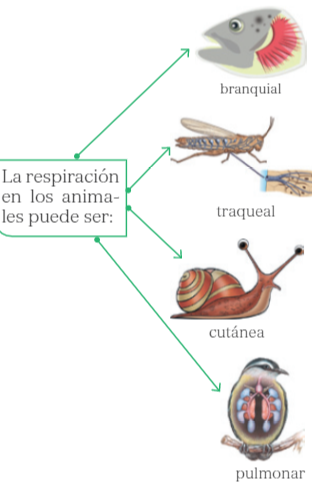 La respiración
en los anima-
les puede ser:
branquial
traqueal
cutánea
pulmonar